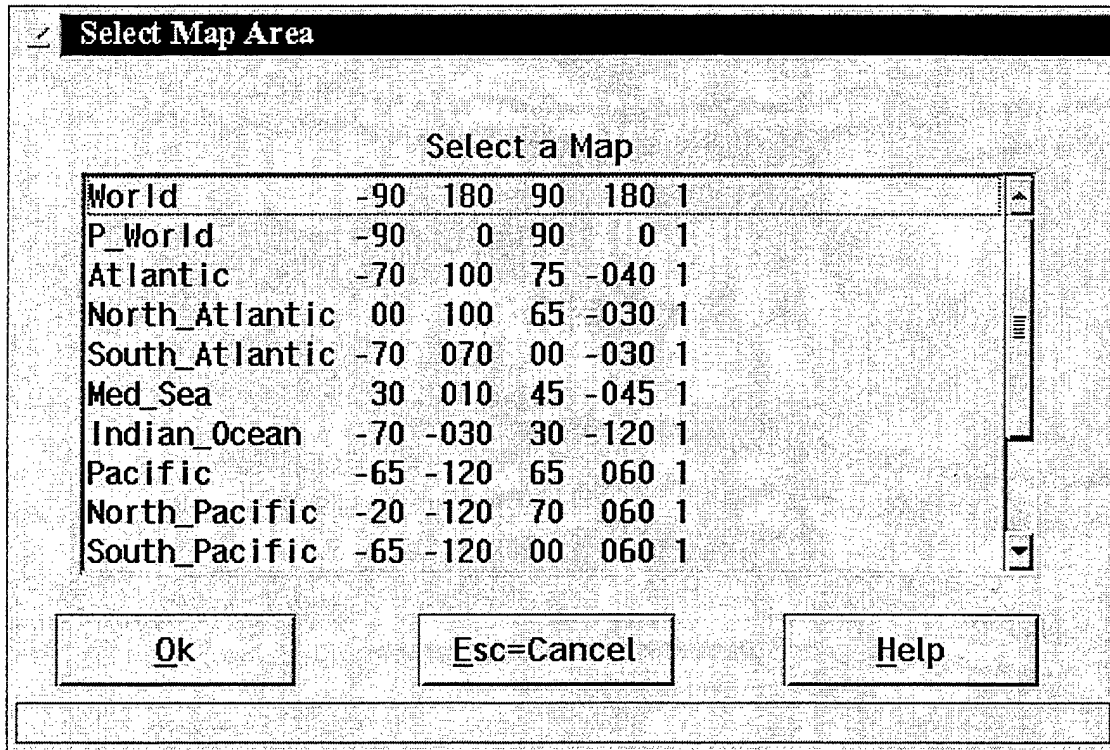 Select Map Area
Select a Map
World -90 180 90 180 1
P_World -90 0 90 0 1
Atlantic -70 100 75 -040 1
North_Atlantic 00 100 65 -030 1
South_Atlantic -70 070 00 -030 1
Med_Sea 30 010 45 -045 1
Indian_Ocean -70 -030 30 -120 1
Pacific -65 -120 65 060 1
North_Pacific -20 -120 70 060 1
South_Pacific -65 -120 00 060 1
Ok Esc=Cancel Help